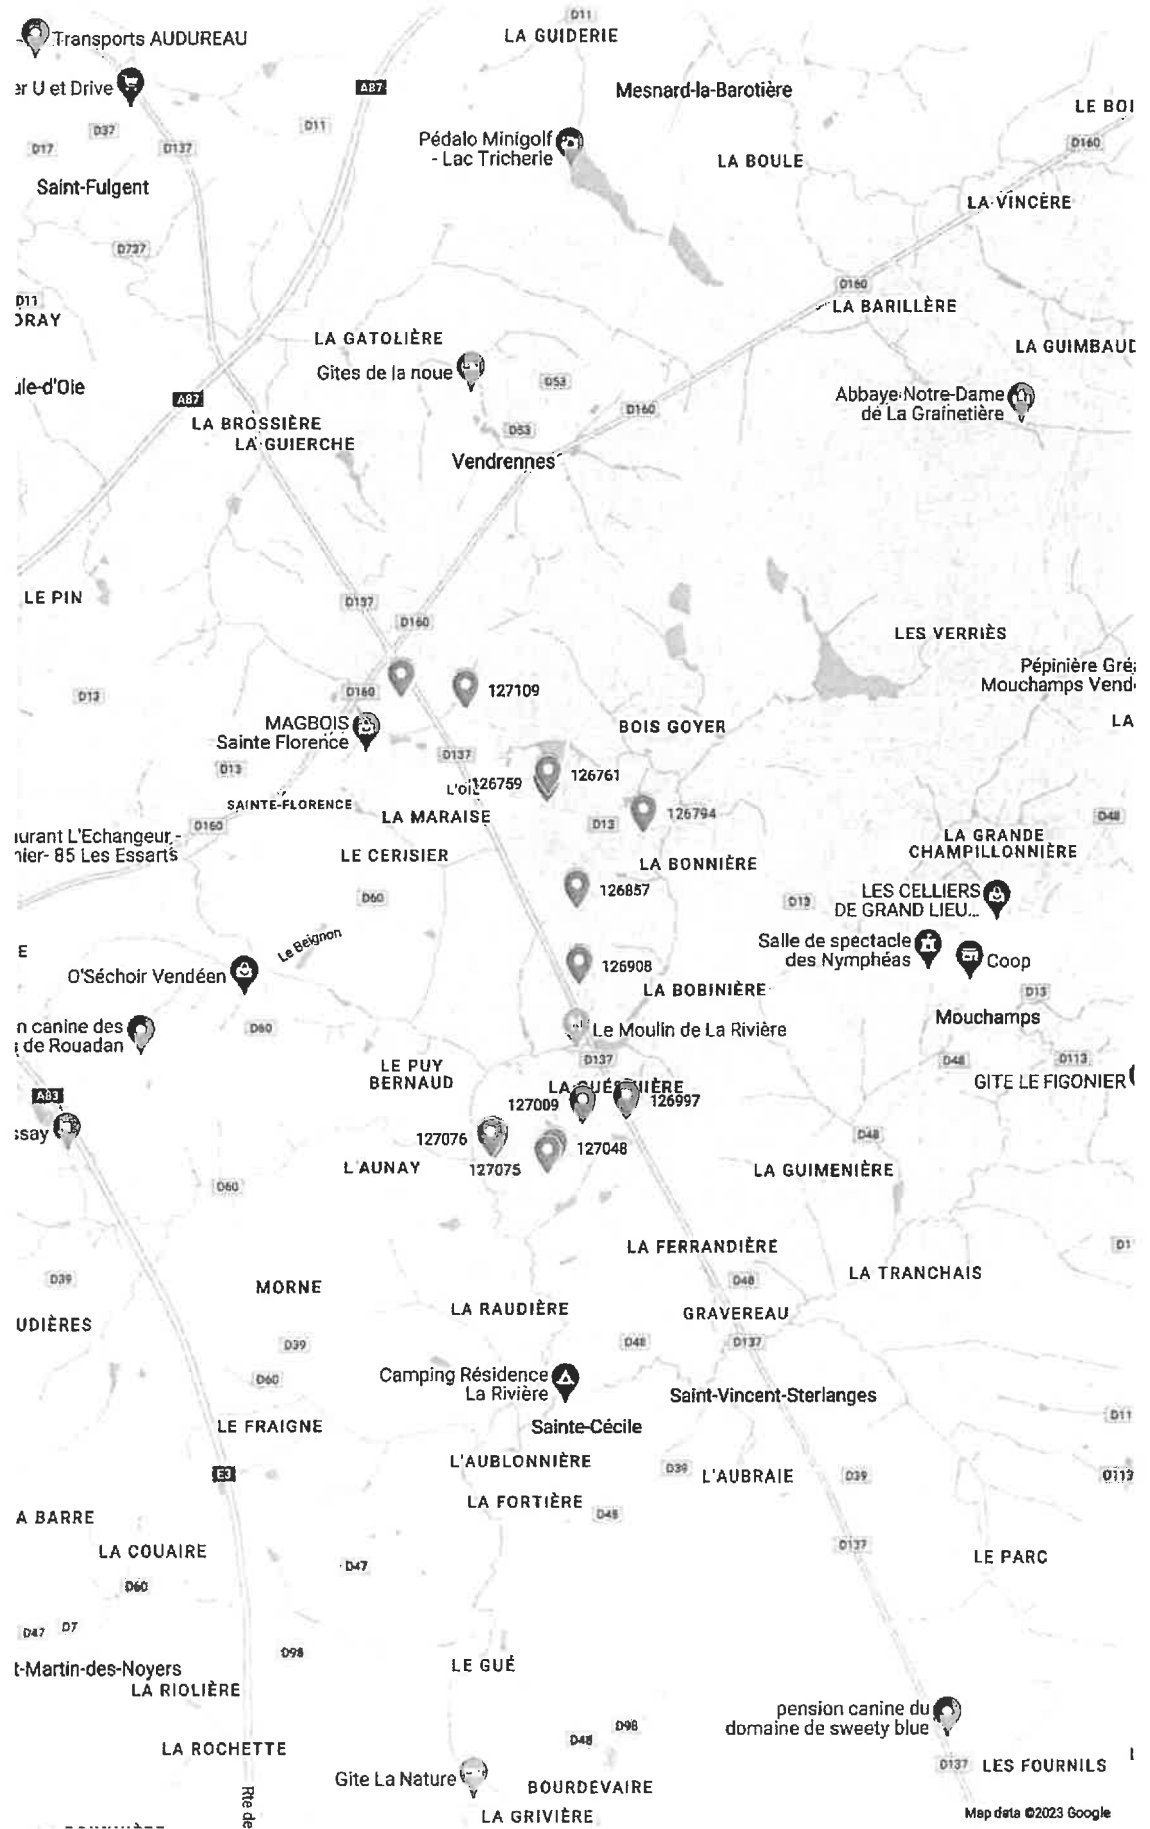 D11
LA GUIDERIE
Transports AUDUREAU
er U et Drive
A87
Mesnard-la-Barotière
LE BOI
D37
D11
D17
D137
Pédalo Minigolf
- Lac Tricherie
D160
LA BOULE
Saint-Fulgent
LA VINCÈRE
D737
D160
D11
LA BARILLÈRE
LA GATOLIÈRE
LA GUIMBAUD
Gites de la noue
D53
ule-d'Oie
A87
Abbaye Notre-Dame
de La Grainetière
D160
LA BROSSIÈRE
D53
LA GUIERCHE
Vendrennes
LE PIN
D137
D160
LES VERRIÈS
Pépinière Gré
Mouchamps Vend
D13
D160
127109
MAGBOIS
Sainte Florence
BOIS GOYER
LA
D137
D13
126759
126761
SAINTE-FLORENCE
LA MARAISE
126794
D160
D13
D48
urant L'Echangeur -
nier- 85 Les Essarts
LA GRANDE
CHAMPILLONNIÈRE
LE CERISIER
LA BONNIÈRE
126857
LES CELLIERS
DE GRAND LIEU...
D60
D13
Le Beignon
Salle de spectacle
des Nymphéas
E
Coop
O'Séchoir Vendéen
126908
LA BOBINIÈRE
D13
n canine des
de Rouadan
D60
Le Moulin de La Rivière
Mouchamps
LE PUY
BERNAUD
D137
D48
D113
GITE LE FIGONIER
A83
127009
126997
ssay
127076
127048
D48
L'AUNAY
127075
LA GUIMENIÈRE
D60
LA FERRANDIÈRE
D1
LA TRANCHAIS
D39
MORNE
D48
LA RAUDIÈRE
GRAVEREAU
UDIÈRES
D39
D48
D137
D60
Camping Résidence
La Rivière
Saint-Vincent-Sterlanges
D11
LE FRAIGNE
Sainte-Cécile
L'AUBLONNIÈRE
E3
D39
L'AUBRAIE
D39
D113
LA FORTIÈRE
D48
A BARRE
D137
LA COUAIRE
LE PARC
D47
D60
D47
D7
D98
t-Martin-des-Noyers
LE GUÉ
LA RIOLIÈRE
pension canine du
domaine de sweety blue
D98
D48
LA ROCHETTE
D137
LES FOURNILS
Gite La Nature
BOURDEVAIRE
Rte de
LA GRIVIÈRE
Map data ©2023 Google